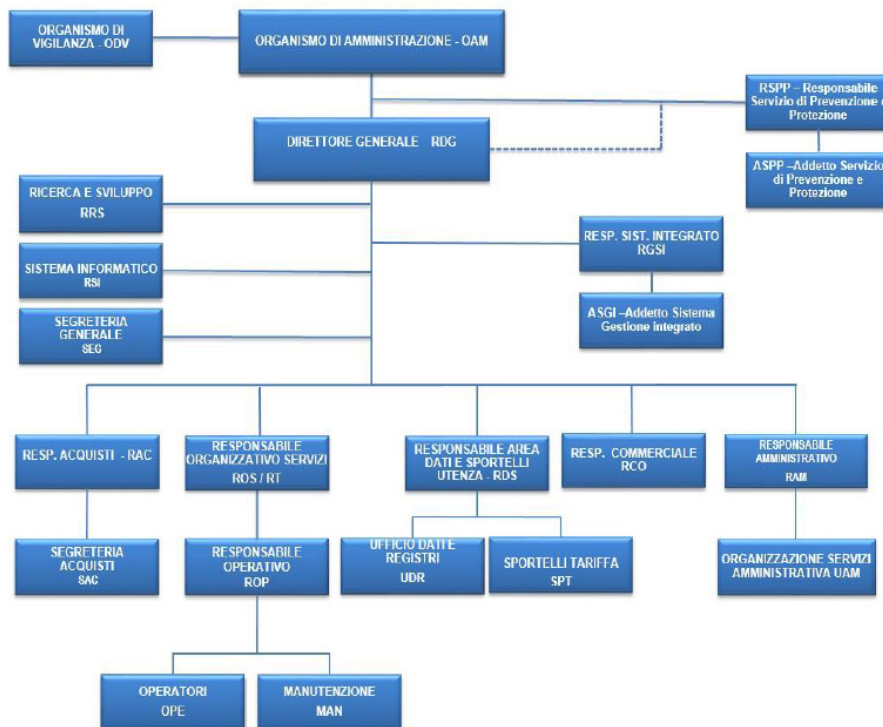 ORGANISMO DI
VIGILANZA - ODV
ORGANISMO DI AMMINISTRAZIONE - OAM
RSPP – Responsabile
Servizio di Prevenzione e
Protezione
DIRETTORE GENERALE RDG
ASPP –Addetto Servizio
di Prevenzione e
Protezione
RICERCA E SVILUPPO
RRS
RESP. SIST. INTEGRATO
RGSI
SISTEMA INFORMATICO
RSI
ASGI –Addetto Sistema
Gestione integrato
SEGRETERIA
GENERALE
SEG
RESP. ACQUISTI - RAC
RESPONSABILE
ORGANIZZATIVO SERVIZI
ROS / RT
RESPONSABILE AREA
DATI E SPORTELLI
UTENZA - RDS
RESP. COMMERCIALE
RCO
RESPONSABILE
AMMINISTRATIVO
RAM
SEGRETERIA
ACQUISTI
SAC
RESPONSABILE
OPERATIVO
ROP
UFFICIO DATI E
REGISTRI
UDR
SPORTELLI TARIFFA
SPT
ORGANIZZAZIONE SERVIZI
AMMINISTRATIVA UAM
OPERATORI
OPE
MANUTENZIONE
MAN